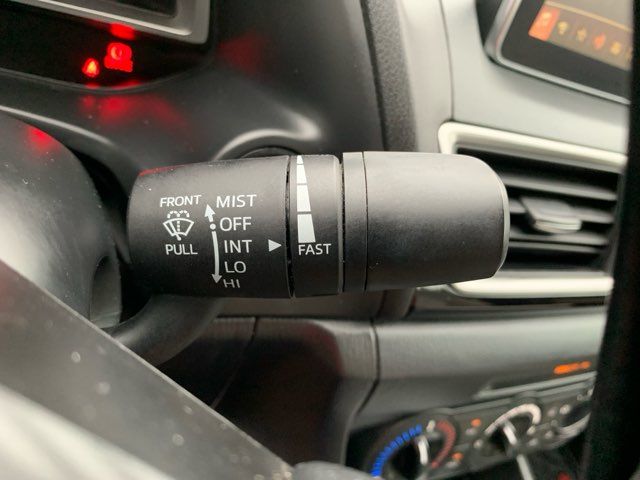 FRONT
PULL
MIST
OFF
INT
LO
HI
FAST